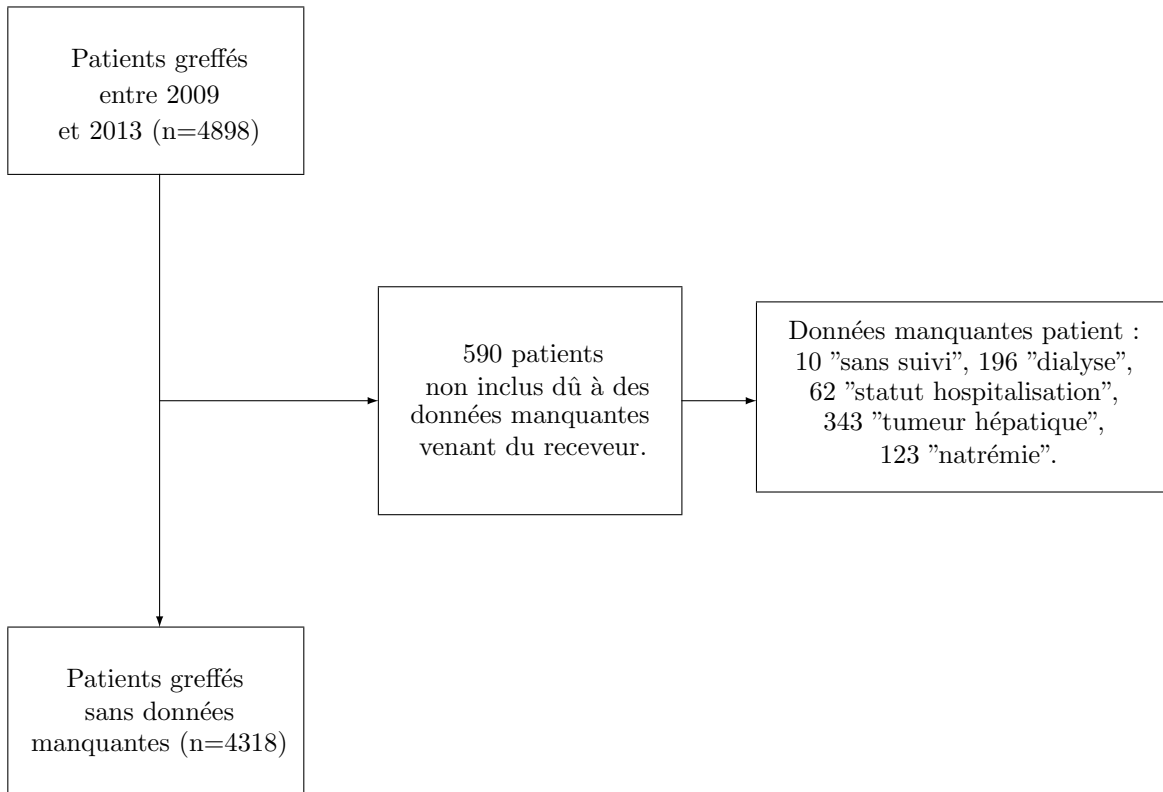 Patients greffés
entre 2009
et 2013 (n=4898)
590 patients
non inclus dû à des
données manquantes
venant du receveur.
Données manquantes patient :
10 ”sans suivi”, 196 ”dialyse”,
62 ”statut hospitalisation”,
343 ”tumeur hépatique”,
123 ”natrémie”.
Patients greffés
sans données
manquantes (n=4318)